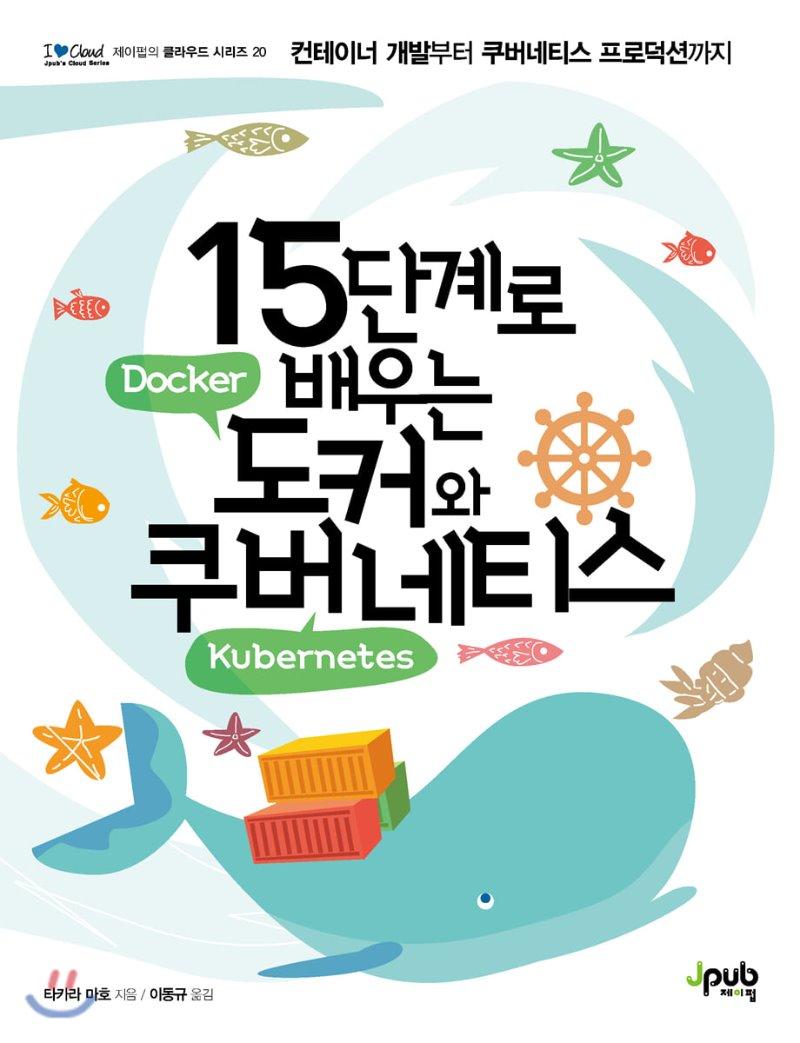 I Cloud 제이펍의 클라우드 시리즈 20
Jpub's Cloud Series
컨테이너 개발부터 쿠버네티스 프로덕션까지
15단계로
Docker
배우는
도커와
쿠버네티스
Kubernetes
타카라 마호 지음 / 이동규 옮김
Jpub
제이펍